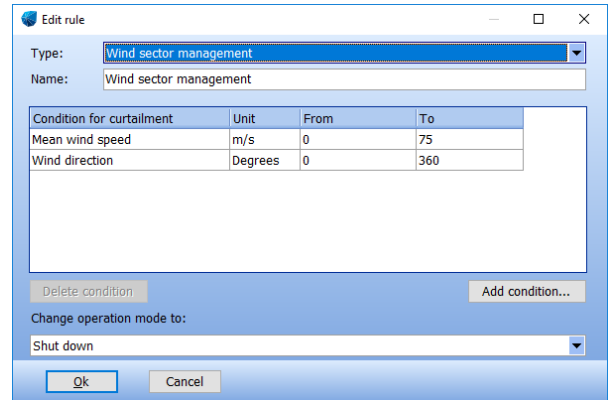 Edit rule
Type: Wind sector management
Name: Wind sector management
Condition for curtailment Unit From To
Mean wind speed m/s 0 75
Wind direction Degrees 0 360
Delete condition Add condition...
Change operation mode to:
Shut down
Ok Cancel